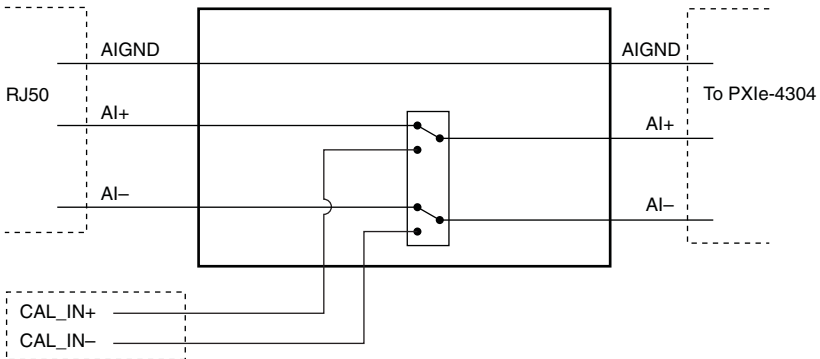 AIGND
AIGND
RJ50
To PXIe-4304
AI+
AI+
AI–
AI–
CAL_IN+
CAL_IN–